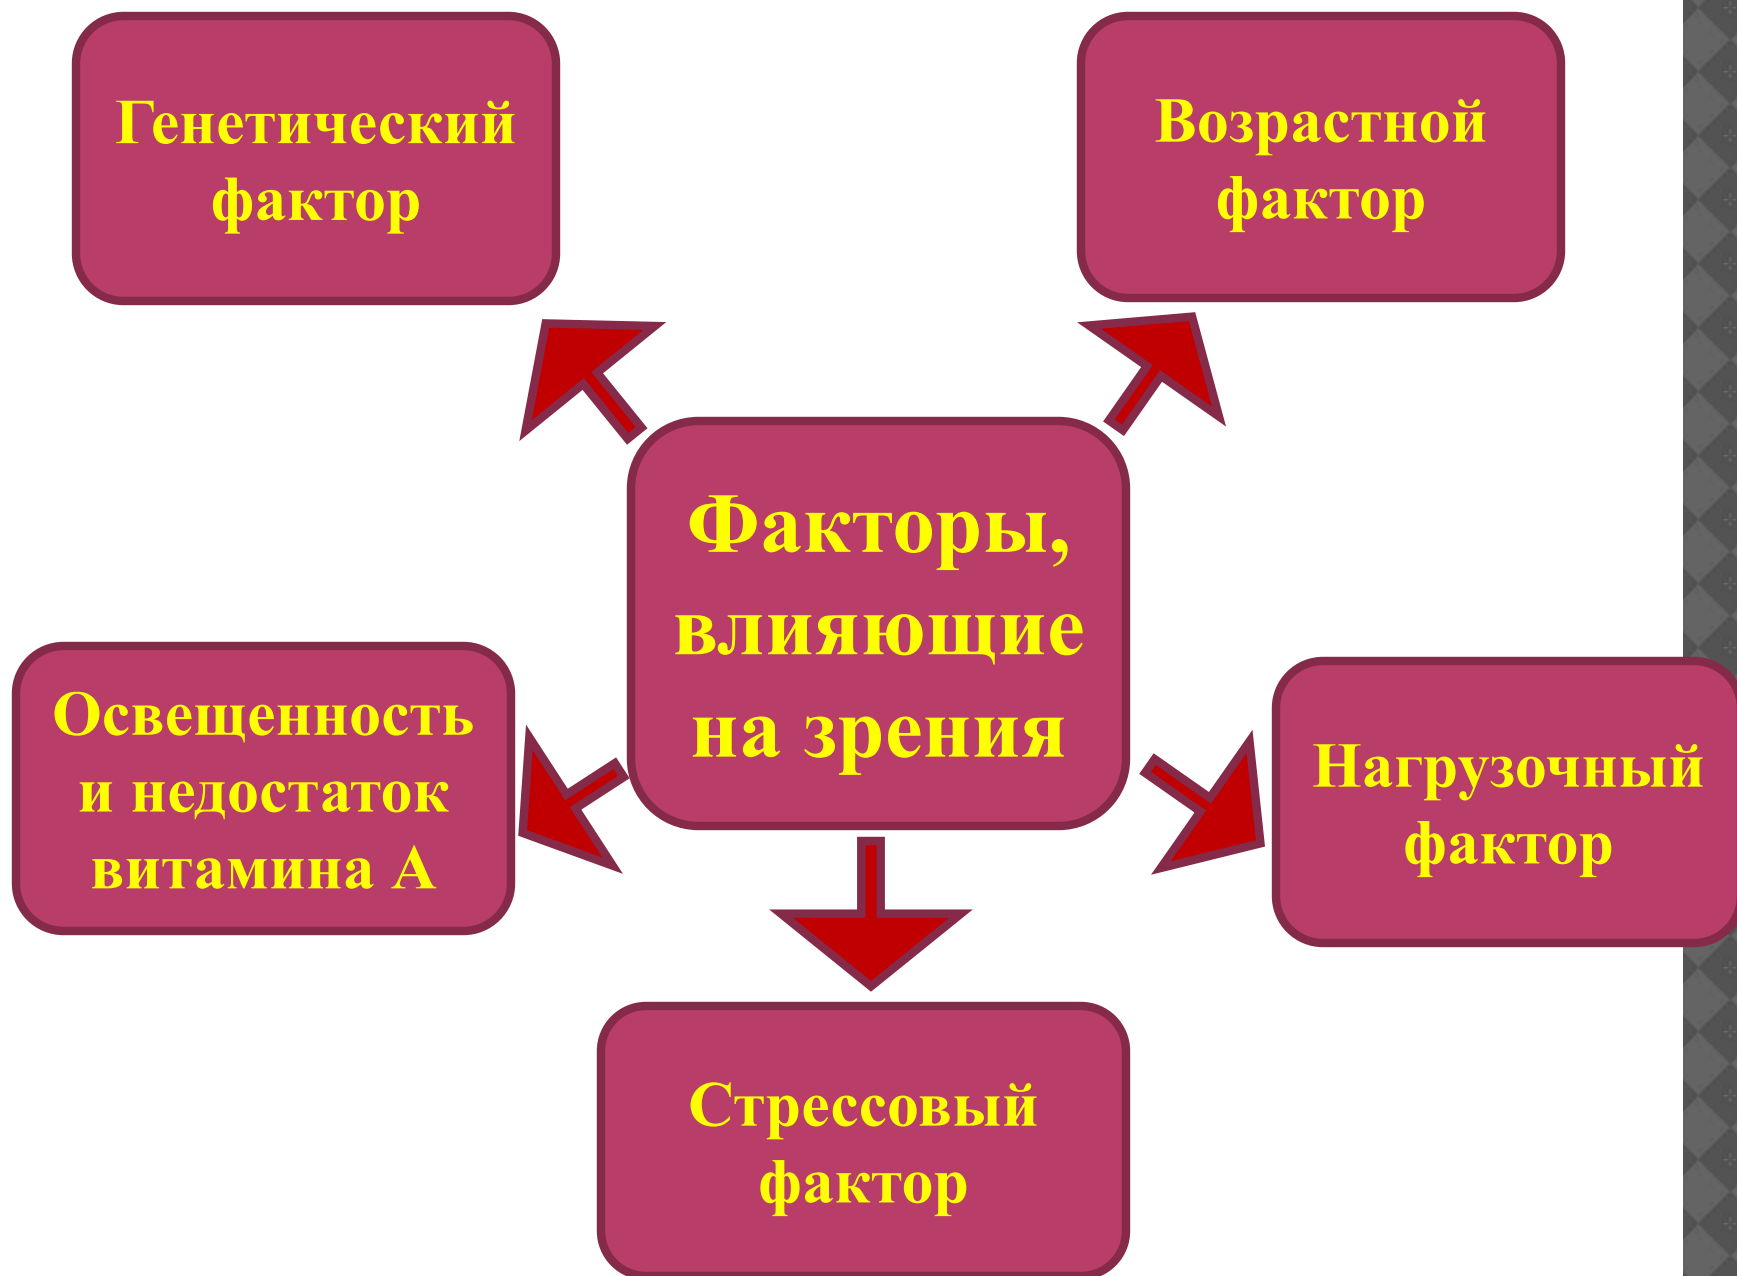 Генетический
фактор
Возрастной
фактор
Факторы,
влияющие
на зрения
Освещенность
и недостаток
витамина А
Нагрузочный
фактор
Стрессовый
фактор